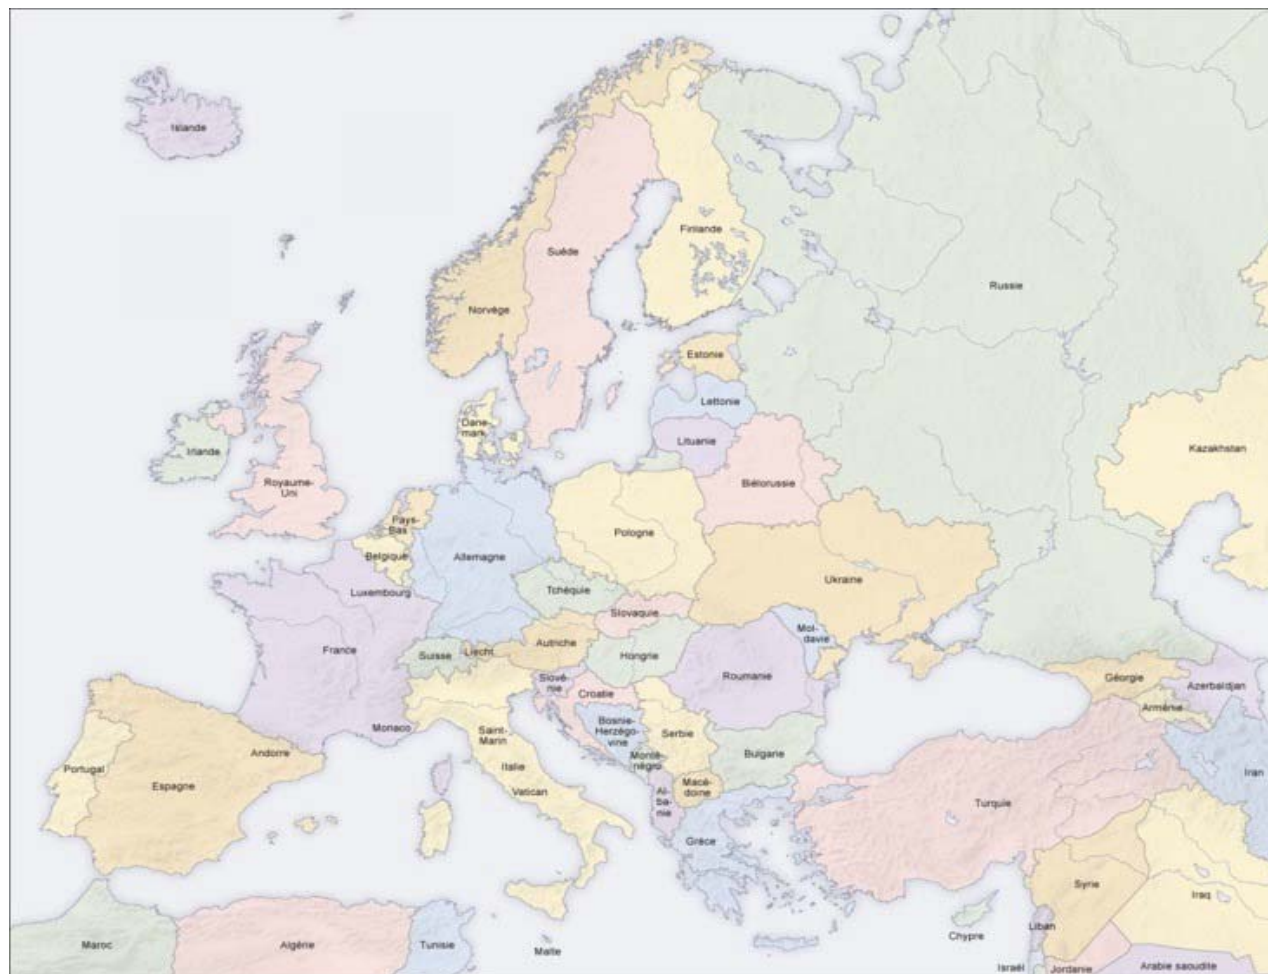 Islande
Finlande
Suède
Russie
Norvège
Estonie
Lettonie
Dane-
mark
Lituanie
Kazakhstan
Irlande
Royaume-
Uni
Biélorussie
Pays-
Bas
Pologne
Belgique
Allemagne
Ukraine
Tchéquie
Luxembourg
Slovaquie
Mol-
davie
Autriche
France
Liecht
Suisse
Hongrie
Roumanie
Géorgie
Slové-
nie
Azerbaïdjan
Croatie
Arménie
Monaco
Bosnie-
Herzégo-
vine
Saint-
Marin
Serbie
Andorre
Bulgarie
Monté-
négro
Portugal
Italie
Iran
Espagne
Macé-
doine
Vatican
Al-
ba-
nie
Turquie
Grèce
Syrie
Iraq
Liban
Chypre
Maroc
Algérie
Tunisie
Malte
Israël
Jordanie
Arabie saoudite